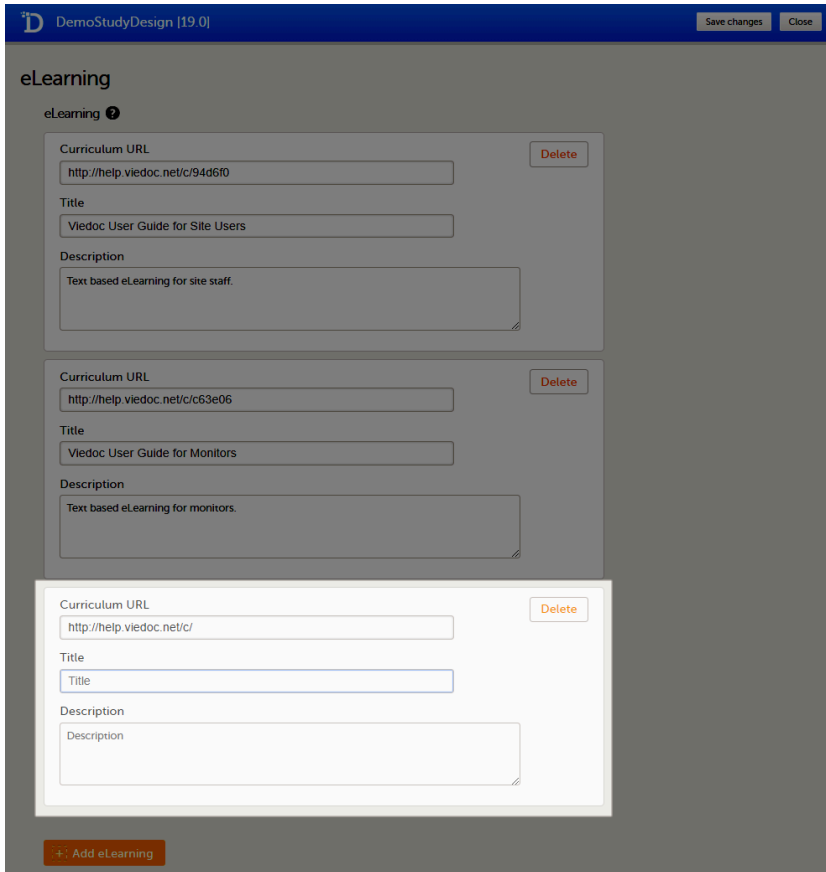 DemoStudyDesign [19.0]
Save changes
Close
eLearning
eLearning ?
Curriculum URL
Delete
http://help.viedoc.net/c/94d6f0
Title
Viedoc User Guide for Site Users
Description
Text based eLearning for site staff.
Curriculum URL
Delete
http://help.viedoc.net/c/c63e06
Title
Viedoc User Guide for Monitors
Description
Text based eLearning for monitors.
Curriculum URL
Delete
http://help.viedoc.net/c/
Title
Title
Description
Description
+ Add eLearning